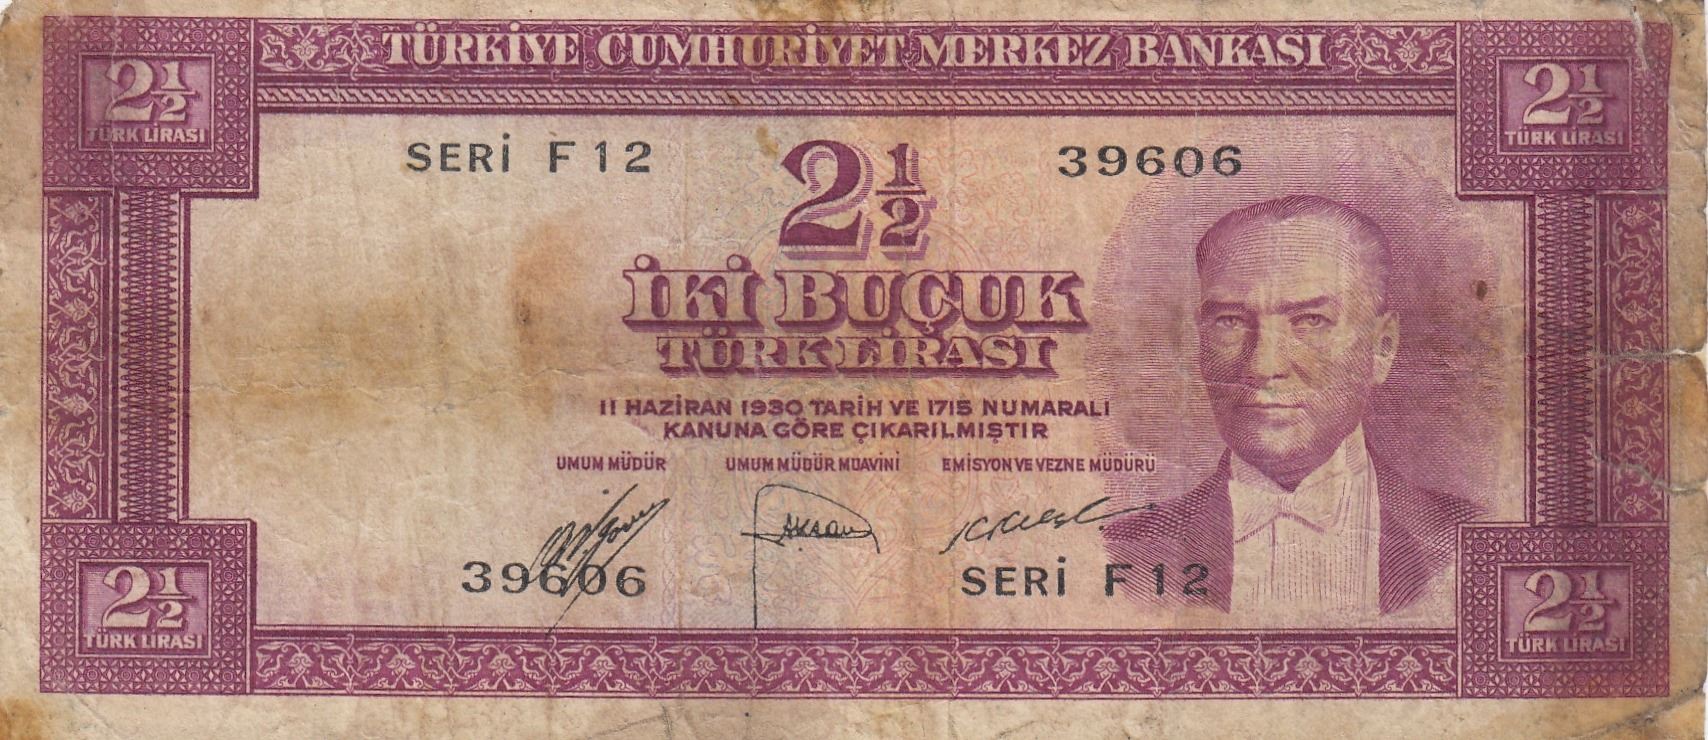 TÜRKİYE CUMHURİYET MERKEZ BANKASI
2½
TÜRK LİRASI
2½
TÜRK LİRASI
SERİ F 12
2½
39606
İKİ BUÇUK
TÜRK LİRASI
11 HAZİRAN 1930 TARİH VE 1715 NUMARALI
KANUNA GÖRE ÇIKARILMIŞTIR
UMUM MÜDÜR
UMUM MÜDÜR MUAVİNİ
EMİSYON VE VEZNE MÜDÜRÜ
39606
SERİ F 12
2½
TÜRK LİRASI
2½
TÜRK LİRASI